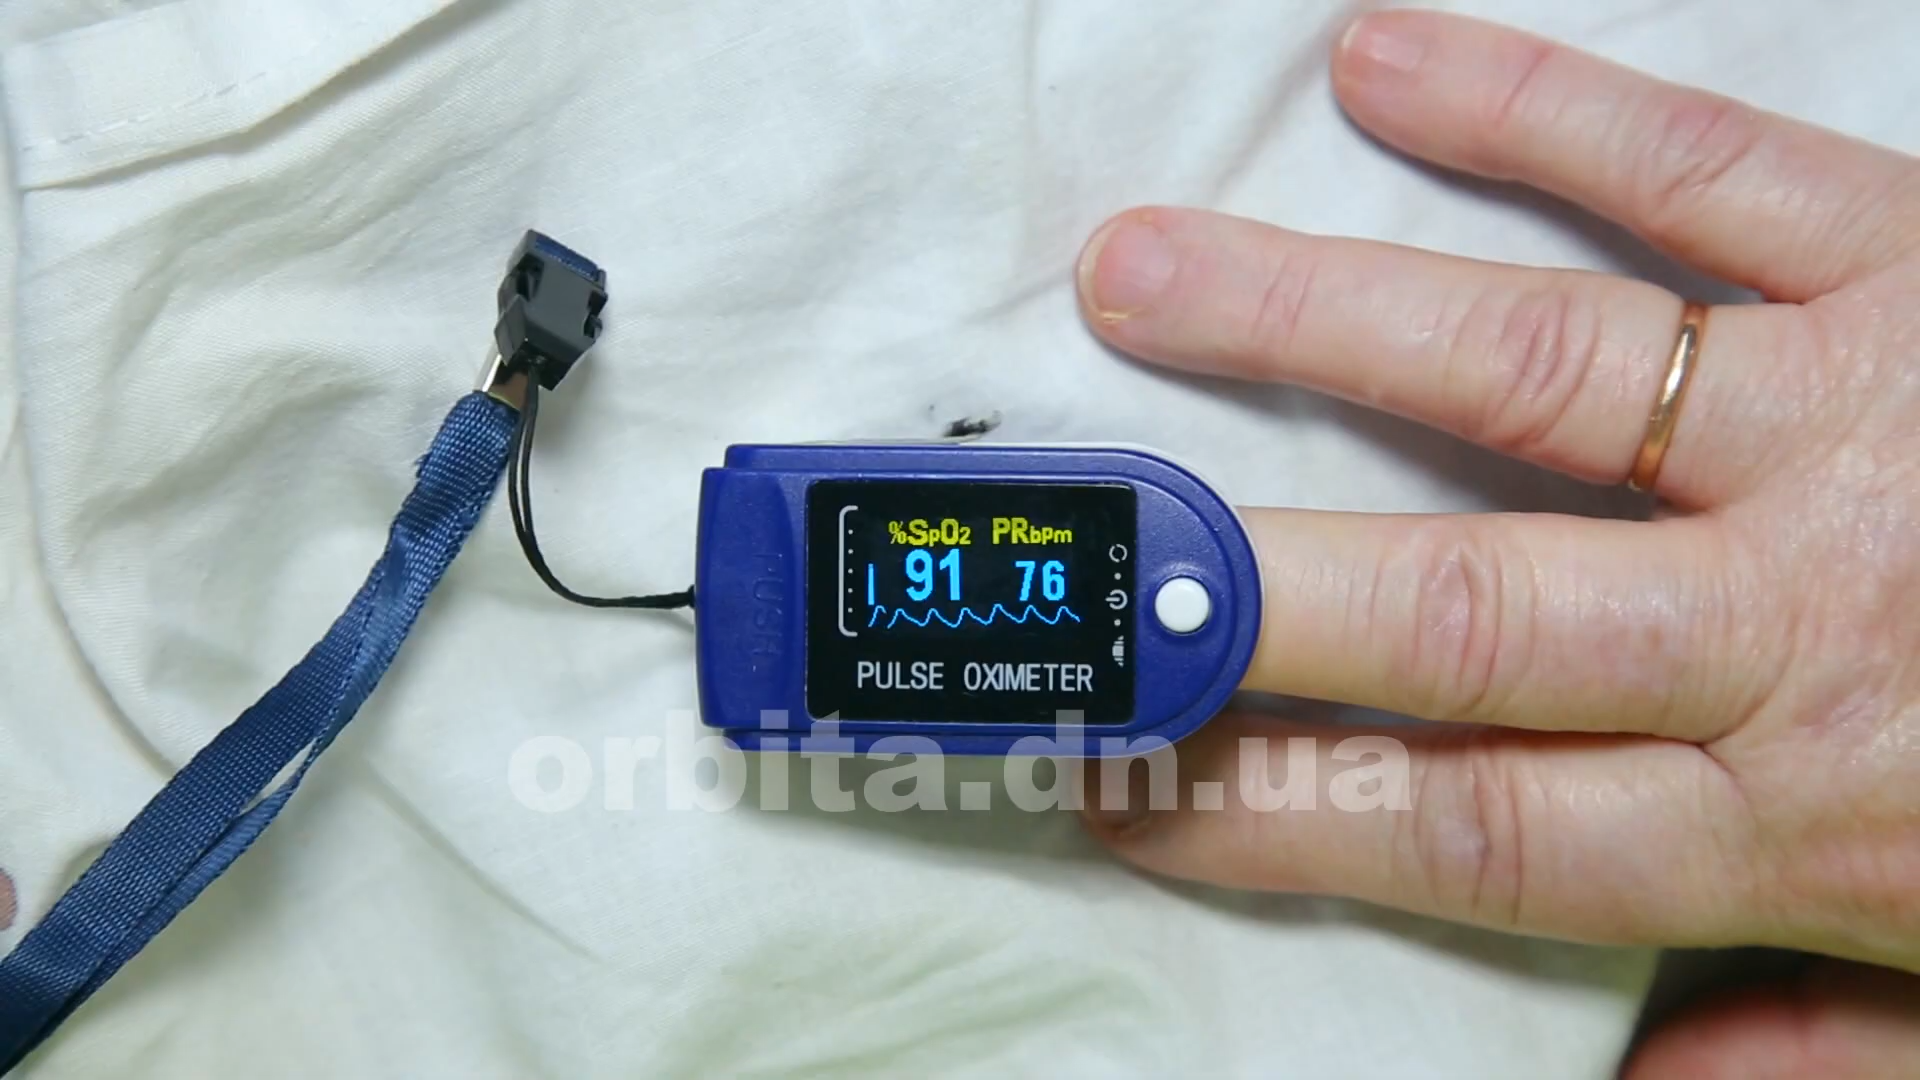 %SpO2 PRbpm
91 76
PULSE OXIMETER
PUSH
orbita.dn.ua